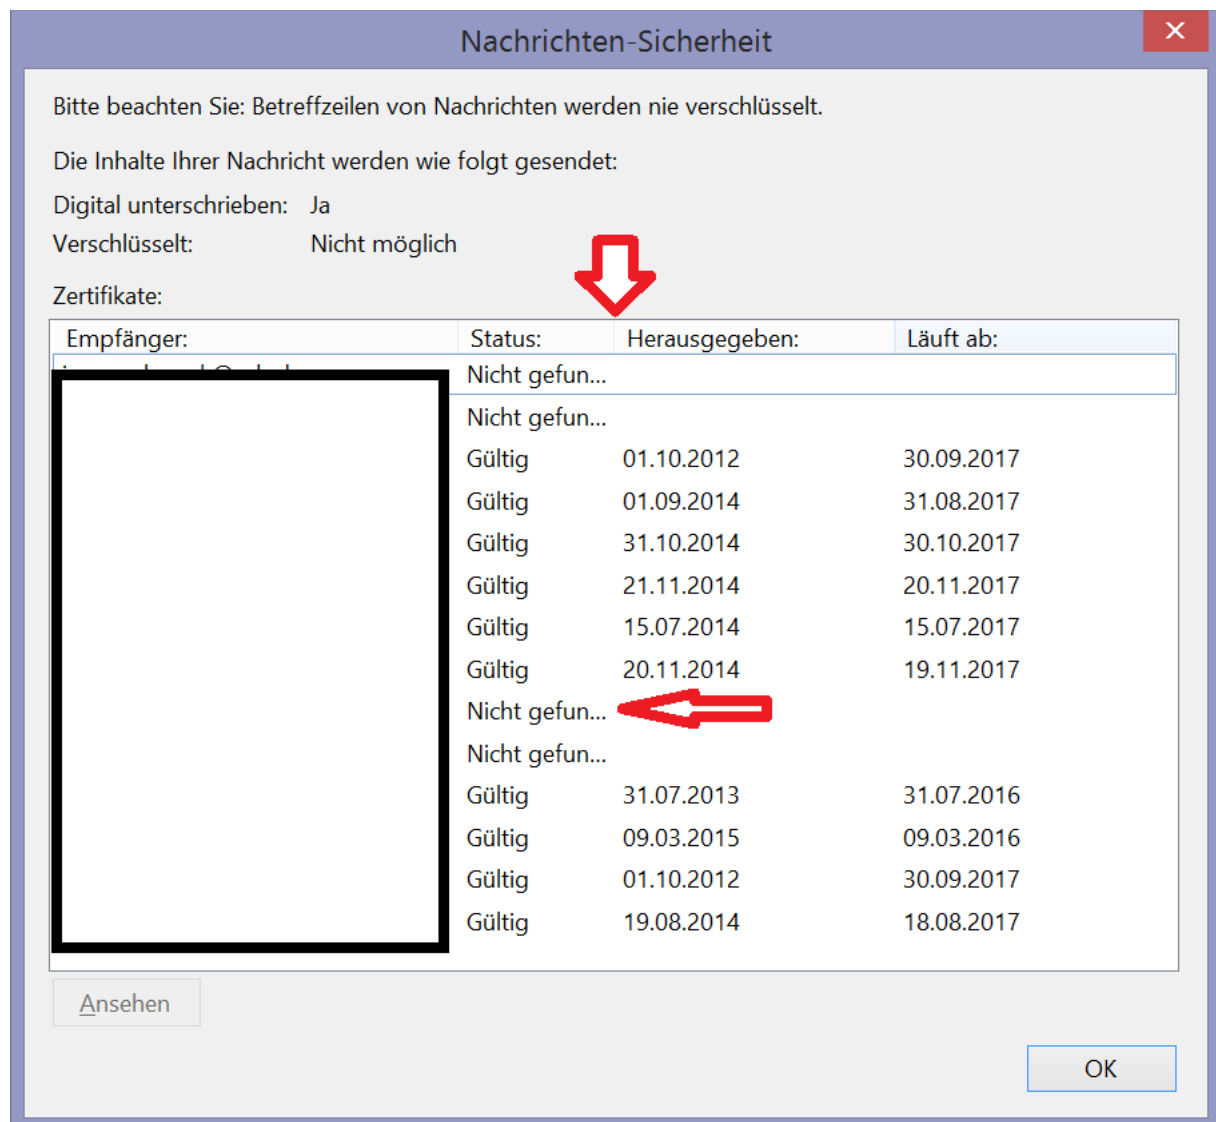 Nachrichten-Sicherheit
Bitte beachten Sie: Betreffzeilen von Nachrichten werden nie verschlüsselt.
Die Inhalte Ihrer Nachricht werden wie folgt gesendet:
Digital unterschrieben: Ja
Verschlüsselt: Nicht möglich
Zertifikate:
Empfänger: Status: Herausgegeben: Läuft ab:
Nicht gefun...
Nicht gefun...
Gültig 01.10.2012 30.09.2017
Gültig 01.09.2014 31.08.2017
Gültig 31.10.2014 30.10.2017
Gültig 21.11.2014 20.11.2017
Gültig 15.07.2014 15.07.2017
Gültig 20.11.2014 19.11.2017
Nicht gefun...
Nicht gefun...
Gültig 31.07.2013 31.07.2016
Gültig 09.03.2015 09.03.2016
Gültig 01.10.2012 30.09.2017
Gültig 19.08.2014 18.08.2017
Ansehen
OK